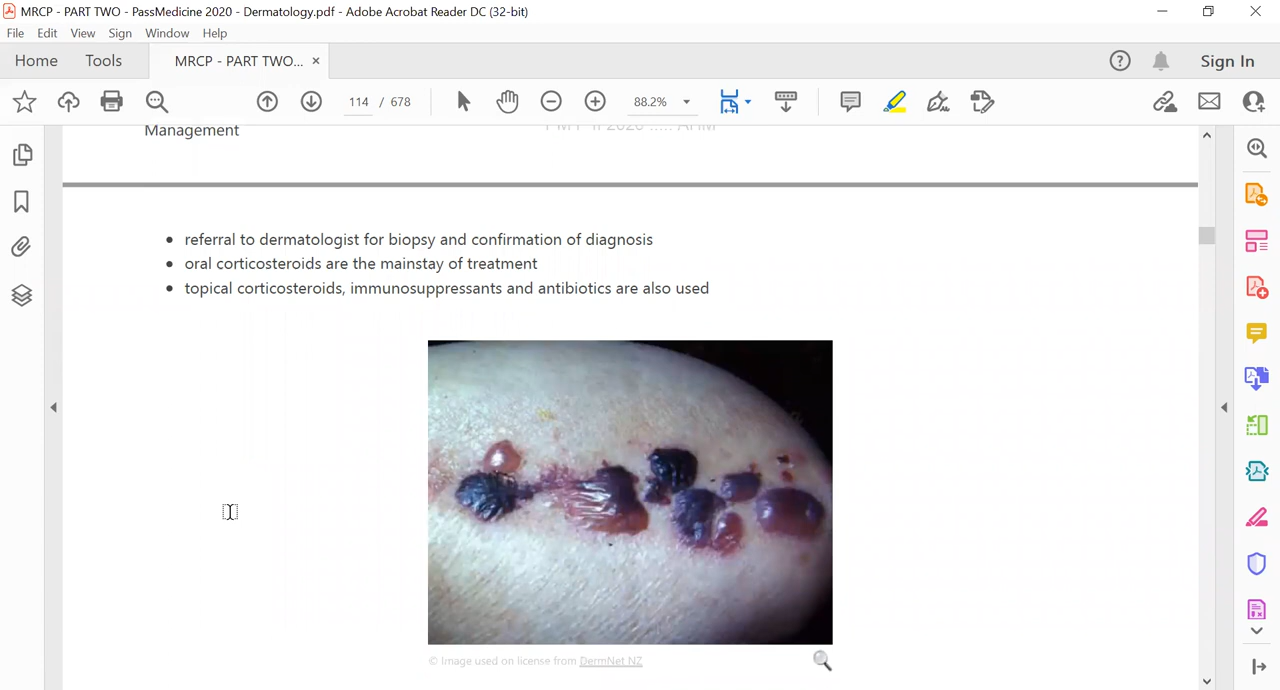 MRCP - PART TWO - PassMedicine 2020 - Dermatology.pdf - Adobe Acrobat Reader DC (32-bit)
File Edit View Sign Window Help
Home Tools MRCP - PART TWO... × Sign In
114 / 678 88.2%
Management
• referral to dermatologist for biopsy and confirmation of diagnosis
• oral corticosteroids are the mainstay of treatment
• topical corticosteroids, immunosuppressants and antibiotics are also used
© Image used on license from DermNet NZ